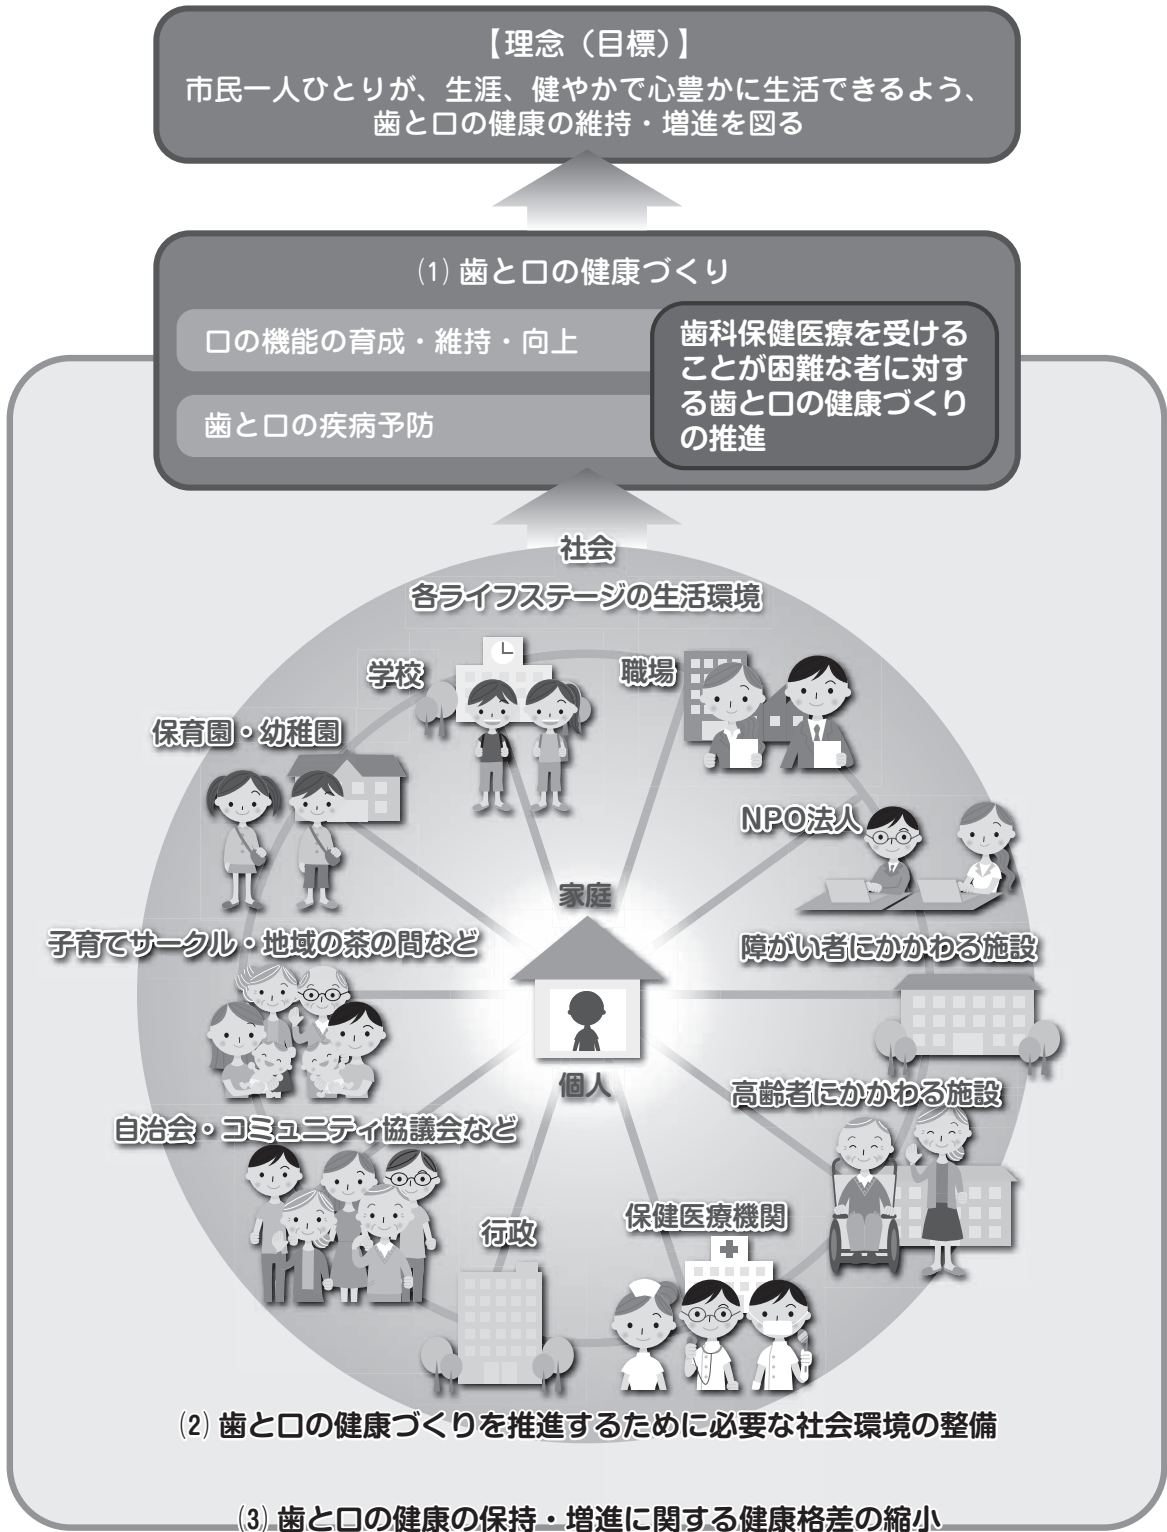 【理念（目標）】
市民一人ひとりが、生涯、健やかで心豊かに生活できるよう、
歯と口の健康の維持・増進を図る
(1) 歯と口の健康づくり
口の機能の育成・維持・向上
歯と口の疾病予防
歯科保健医療を受ける
ことが困難な者に対す
る歯と口の健康づくり
の推進
社会
各ライフステージの生活環境
学校
職場
保育園・幼稚園
NPO法人
家庭
子育てサークル・地域の茶の間など
障がい者にかかわる施設
個人
高齢者にかかわる施設
自治会・コミュニティ協議会など
保健医療機関
行政
(2) 歯と口の健康づくりを推進するために必要な社会環境の整備
(3) 歯と口の健康の保持・増進に関する健康格差の縮小